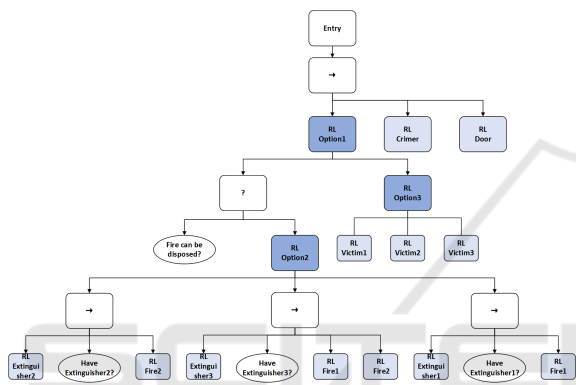 Entry
→
RL
Option1
RL
Crimer
RL
Door
?
RL
Option3
Fire can be
disposed?
RL
Option2
RL
Victim1
RL
Victim2
RL
Victim3
→
→
→
RL
Extingui
sher2
Have
Extinguisher2?
RL
Fire2
RL
Extingui
sher3
Have
Extinguisher3?
RL
Fire1
RL
Fire2
RL
Extingui
sher1
Have
Extinguisher1?
RL
Fire1